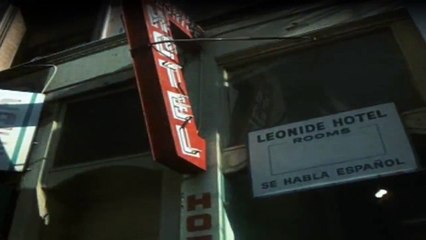 HOTEL
LEONIDE HOTEL
ROOMS
SE HABLA ESPAÑOL
HO